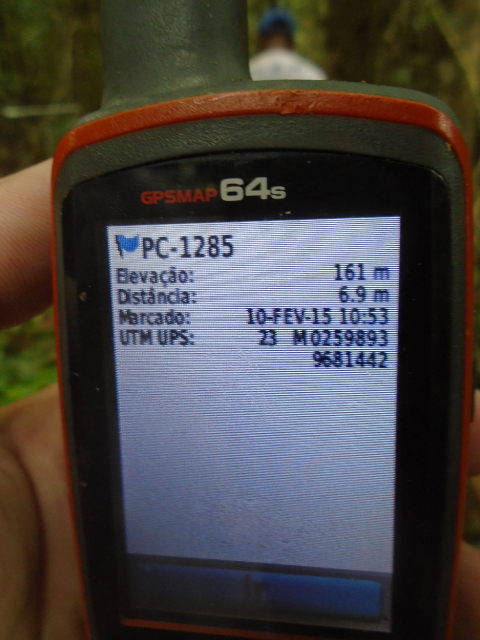 GPSMAP 64s
PC-1285
Elevação: 161 m
Distância: 6.9 m
Marcado: 10-FEV-15 10:53
UTM UPS: 23 M0259893
9681442